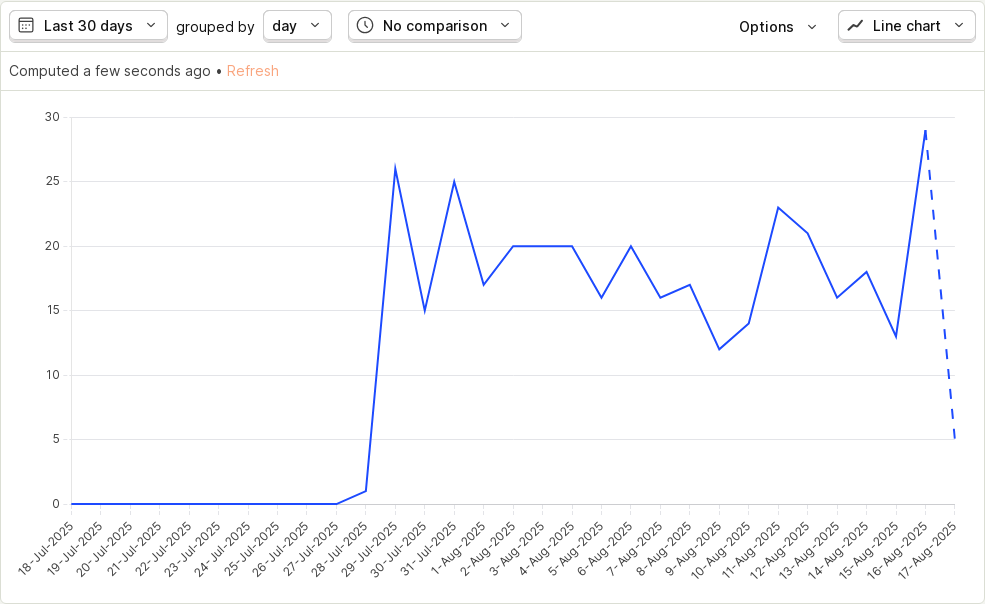 Last 30 days grouped by day No comparison Options Line chart
Computed a few seconds ago • Refresh
30
25
20
15
10
5
0
18-Jul-2025
19-Jul-2025
20-Jul-2025
21-Jul-2025
22-Jul-2025
23-Jul-2025
24-Jul-2025
25-Jul-2025
26-Jul-2025
27-Jul-2025
28-Jul-2025
29-Jul-2025
30-Jul-2025
31-Jul-2025
1-Aug-2025
2-Aug-2025
3-Aug-2025
4-Aug-2025
5-Aug-2025
6-Aug-2025
7-Aug-2025
8-Aug-2025
9-Aug-2025
10-Aug-2025
11-Aug-2025
12-Aug-2025
13-Aug-2025
14-Aug-2025
15-Aug-2025
16-Aug-2025
17-Aug-2025